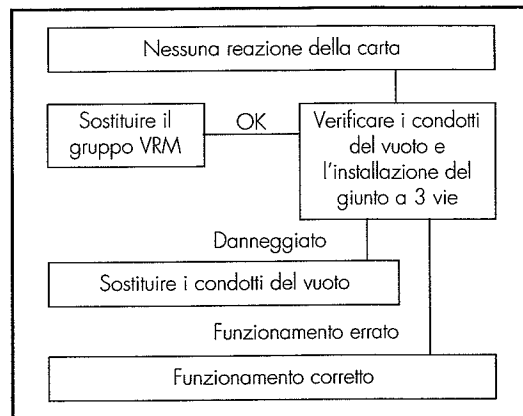 Nessuna reazione della carta
Sostituire il
gruppo VRM
OK
Verificare i condotti
del vuoto e
l'installazione del
giunto a 3 vie
Danneggiato
Sostituire i condotti del vuoto
Funzionamento errato
Funzionamento corretto